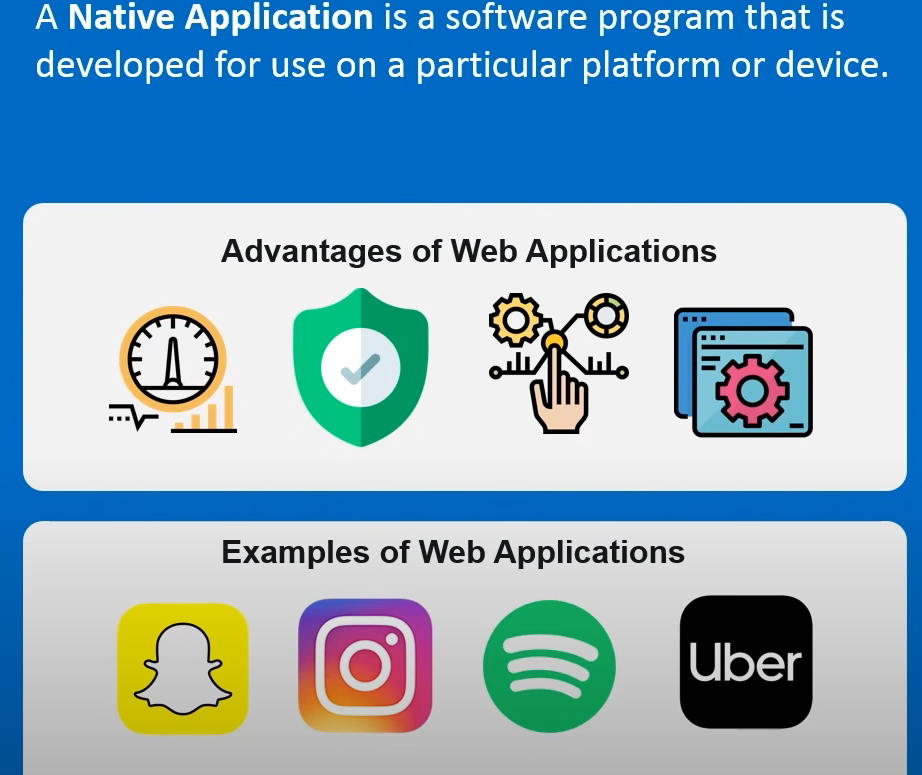 A Native Application is a software program that is
developed for use on a particular platform or device.
Advantages of Web Applications
Examples of Web Applications
Uber